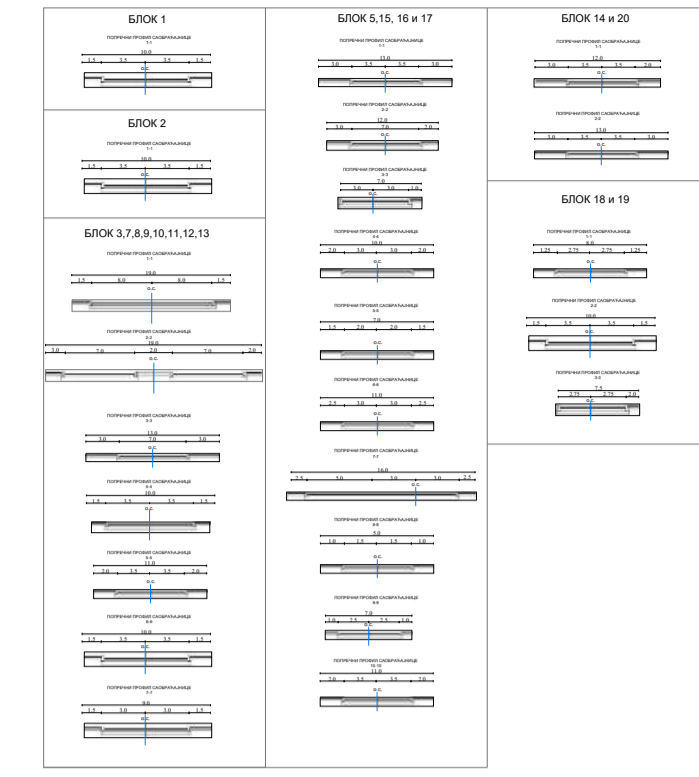 БЛОК 1
ПОПРЕЧНИ ПРОФИЛ САОБРАЋАЈНИЦЕ
1-1
10.0
1.5 3.5 3.5 1.5
о.с.
БЛОК 2
ПОПРЕЧНИ ПРОФИЛ САОБРАЋАЈНИЦЕ
1-1
10.0
1.5 3.5 3.5 1.5
о.с.
БЛОК 3,7,8,9,10,11,12,13
ПОПРЕЧНИ ПРОФИЛ САОБРАЋАЈНИЦЕ
1-1
19.0
1.5 8.0 8.0 1.5
о.с.
ПОПРЕЧНИ ПРОФИЛ САОБРАЋАЈНИЦЕ
2-2
19.0
3.0 7.0 2.0 7.0 2.0
о.с.
ПОПРЕЧНИ ПРОФИЛ САОБРАЋАЈНИЦЕ
3-3
13.0
3.0 7.0 3.0
о.с.
ПОПРЕЧНИ ПРОФИЛ САОБРАЋАЈНИЦЕ
4-4
10.0
1.5 3.5 3.5 1.5
о.с.
ПОПРЕЧНИ ПРОФИЛ САОБРАЋАЈНИЦЕ
5-5
11.0
2.0 3.5 3.5 2.0
о.с.
ПОПРЕЧНИ ПРОФИЛ САОБРАЋАЈНИЦЕ
6-6
10.0
1.5 3.5 3.5 1.5
о.с.
ПОПРЕЧНИ ПРОФИЛ САОБРАЋАЈНИЦЕ
7-7
9.0
1.5 3.0 3.0 1.5
о.с.
БЛОК 5,15, 16 и 17
ПОПРЕЧНИ ПРОФИЛ САОБРАЋАЈНИЦЕ
1-1
13.0
3.0 3.5 3.5 3.0
о.с.
ПОПРЕЧНИ ПРОФИЛ САОБРАЋАЈНИЦЕ
2-2
12.0
3.0 7.0 2.0
о.с.
ПОПРЕЧНИ ПРОФИЛ САОБРАЋАЈНИЦЕ
3-3
7.0
3.0 3.0 1.0
о.с.
ПОПРЕЧНИ ПРОФИЛ САОБРАЋАЈНИЦЕ
4-4
10.0
2.0 3.0 3.0 2.0
о.с.
ПОПРЕЧНИ ПРОФИЛ САОБРАЋАЈНИЦЕ
5-5
7.0
1.5 2.0 2.0 1.5
о.с.
ПОПРЕЧНИ ПРОФИЛ САОБРАЋАЈНИЦЕ
6-6
11.0
2.5 3.0 3.0 2.5
о.с.
ПОПРЕЧНИ ПРОФИЛ САОБРАЋАЈНИЦЕ
7-7
16.0
2.5 5.0 3.0 3.0 2.5
о.с.
ПОПРЕЧНИ ПРОФИЛ САОБРАЋАЈНИЦЕ
8-8
5.0
1.0 1.5 1.5 1.0
о.с.
ПОПРЕЧНИ ПРОФИЛ САОБРАЋАЈНИЦЕ
9-9
7.0
1.0 2.5 2.5 1.0
о.с.
ПОПРЕЧНИ ПРОФИЛ САОБРАЋАЈНИЦЕ
10-10
11.0
2.0 3.5 3.5 2.0
о.с.
БЛОК 14 и 20
ПОПРЕЧНИ ПРОФИЛ САОБРАЋАЈНИЦЕ
1-1
12.0
3.0 3.5 3.5 2.0
о.с.
ПОПРЕЧНИ ПРОФИЛ САОБРАЋАЈНИЦЕ
2-2
13.0
3.0 3.5 3.5 3.0
о.с.
БЛОК 18 и 19
ПОПРЕЧНИ ПРОФИЛ САОБРАЋАЈНИЦЕ
1-1
8.0
1.25 2.75 2.75 1.25
о.с.
ПОПРЕЧНИ ПРОФИЛ САОБРАЋАЈНИЦЕ
2-2
10.0
1.5 3.5 3.5 1.5
о.с.
ПОПРЕЧНИ ПРОФИЛ САОБРАЋАЈНИЦЕ
3-3
7.5
2.75 2.75 2.0
о.с.